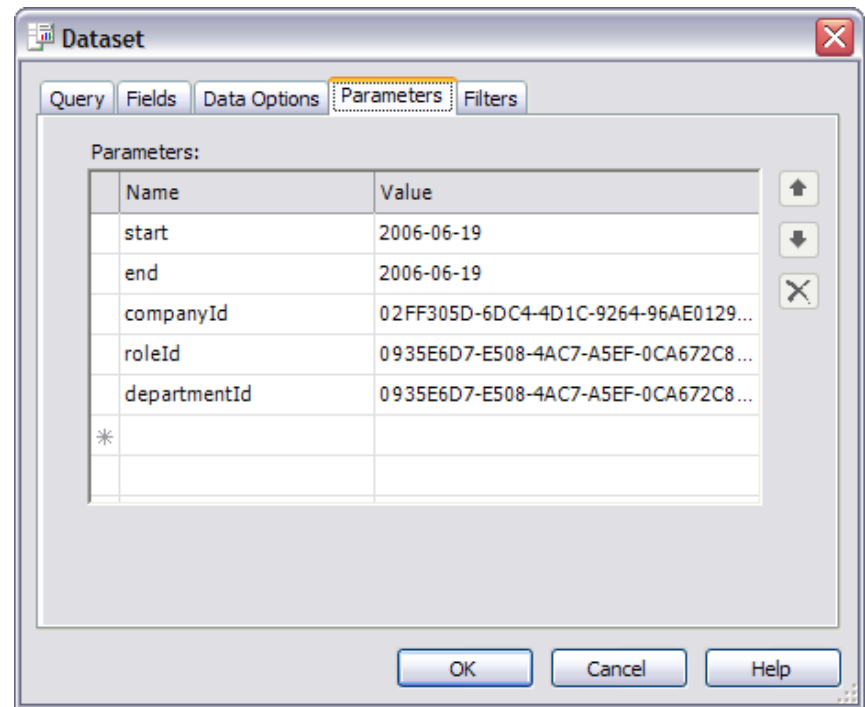 Dataset
Query Fields Data Options Parameters Filters
Parameters:
Name Value
start 2006-06-19
end 2006-06-19
companyId 02FF305D-6DC4-4D1C-9264-96AE0129...
roleId 0935E6D7-E508-4AC7-A5EF-0CA672C8...
departmentId 0935E6D7-E508-4AC7-A5EF-0CA672C8...
OK Cancel Help